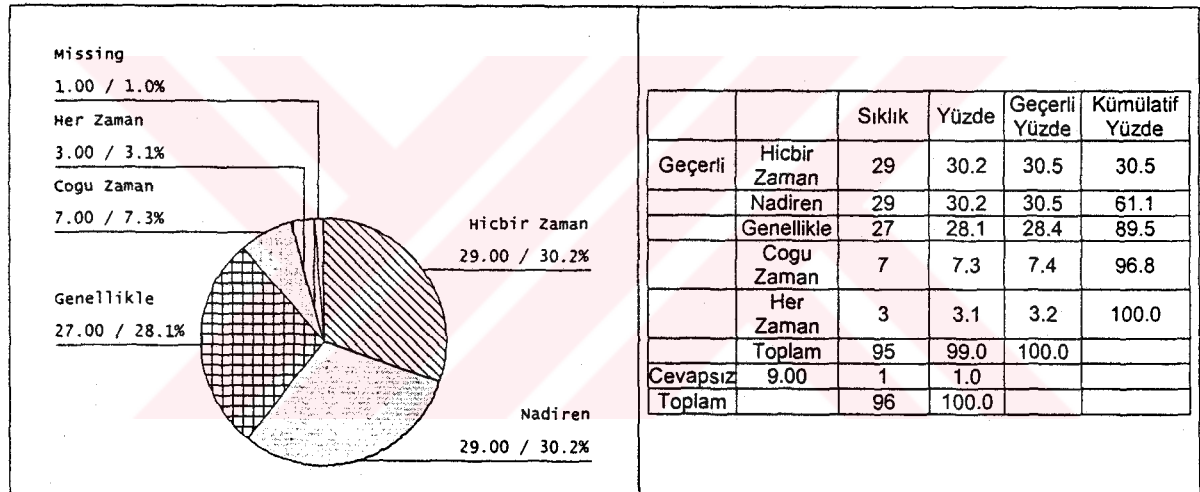 Missing
1.00 / 1.0%
Her Zaman
3.00 / 3.1%
Cogu Zaman
7.00 / 7.3%
Genellikle
27.00 / 28.1%
Hicbir Zaman
29.00 / 30.2%
Nadiren
29.00 / 30.2%
Sıklık Yüzde Geçerli Yüzde Kümülatif Yüzde
Geçerli Hicbir Zaman 29 30.2 30.5 30.5
Nadiren 29 30.2 30.5 61.1
Genellikle 27 28.1 28.4 89.5
Cogu Zaman 7 7.3 7.4 96.8
Her Zaman 3 3.1 3.2 100.0
Toplam 95 99.0 100.0
Cevapsız 9.00 1 1.0
Toplam 96 100.0